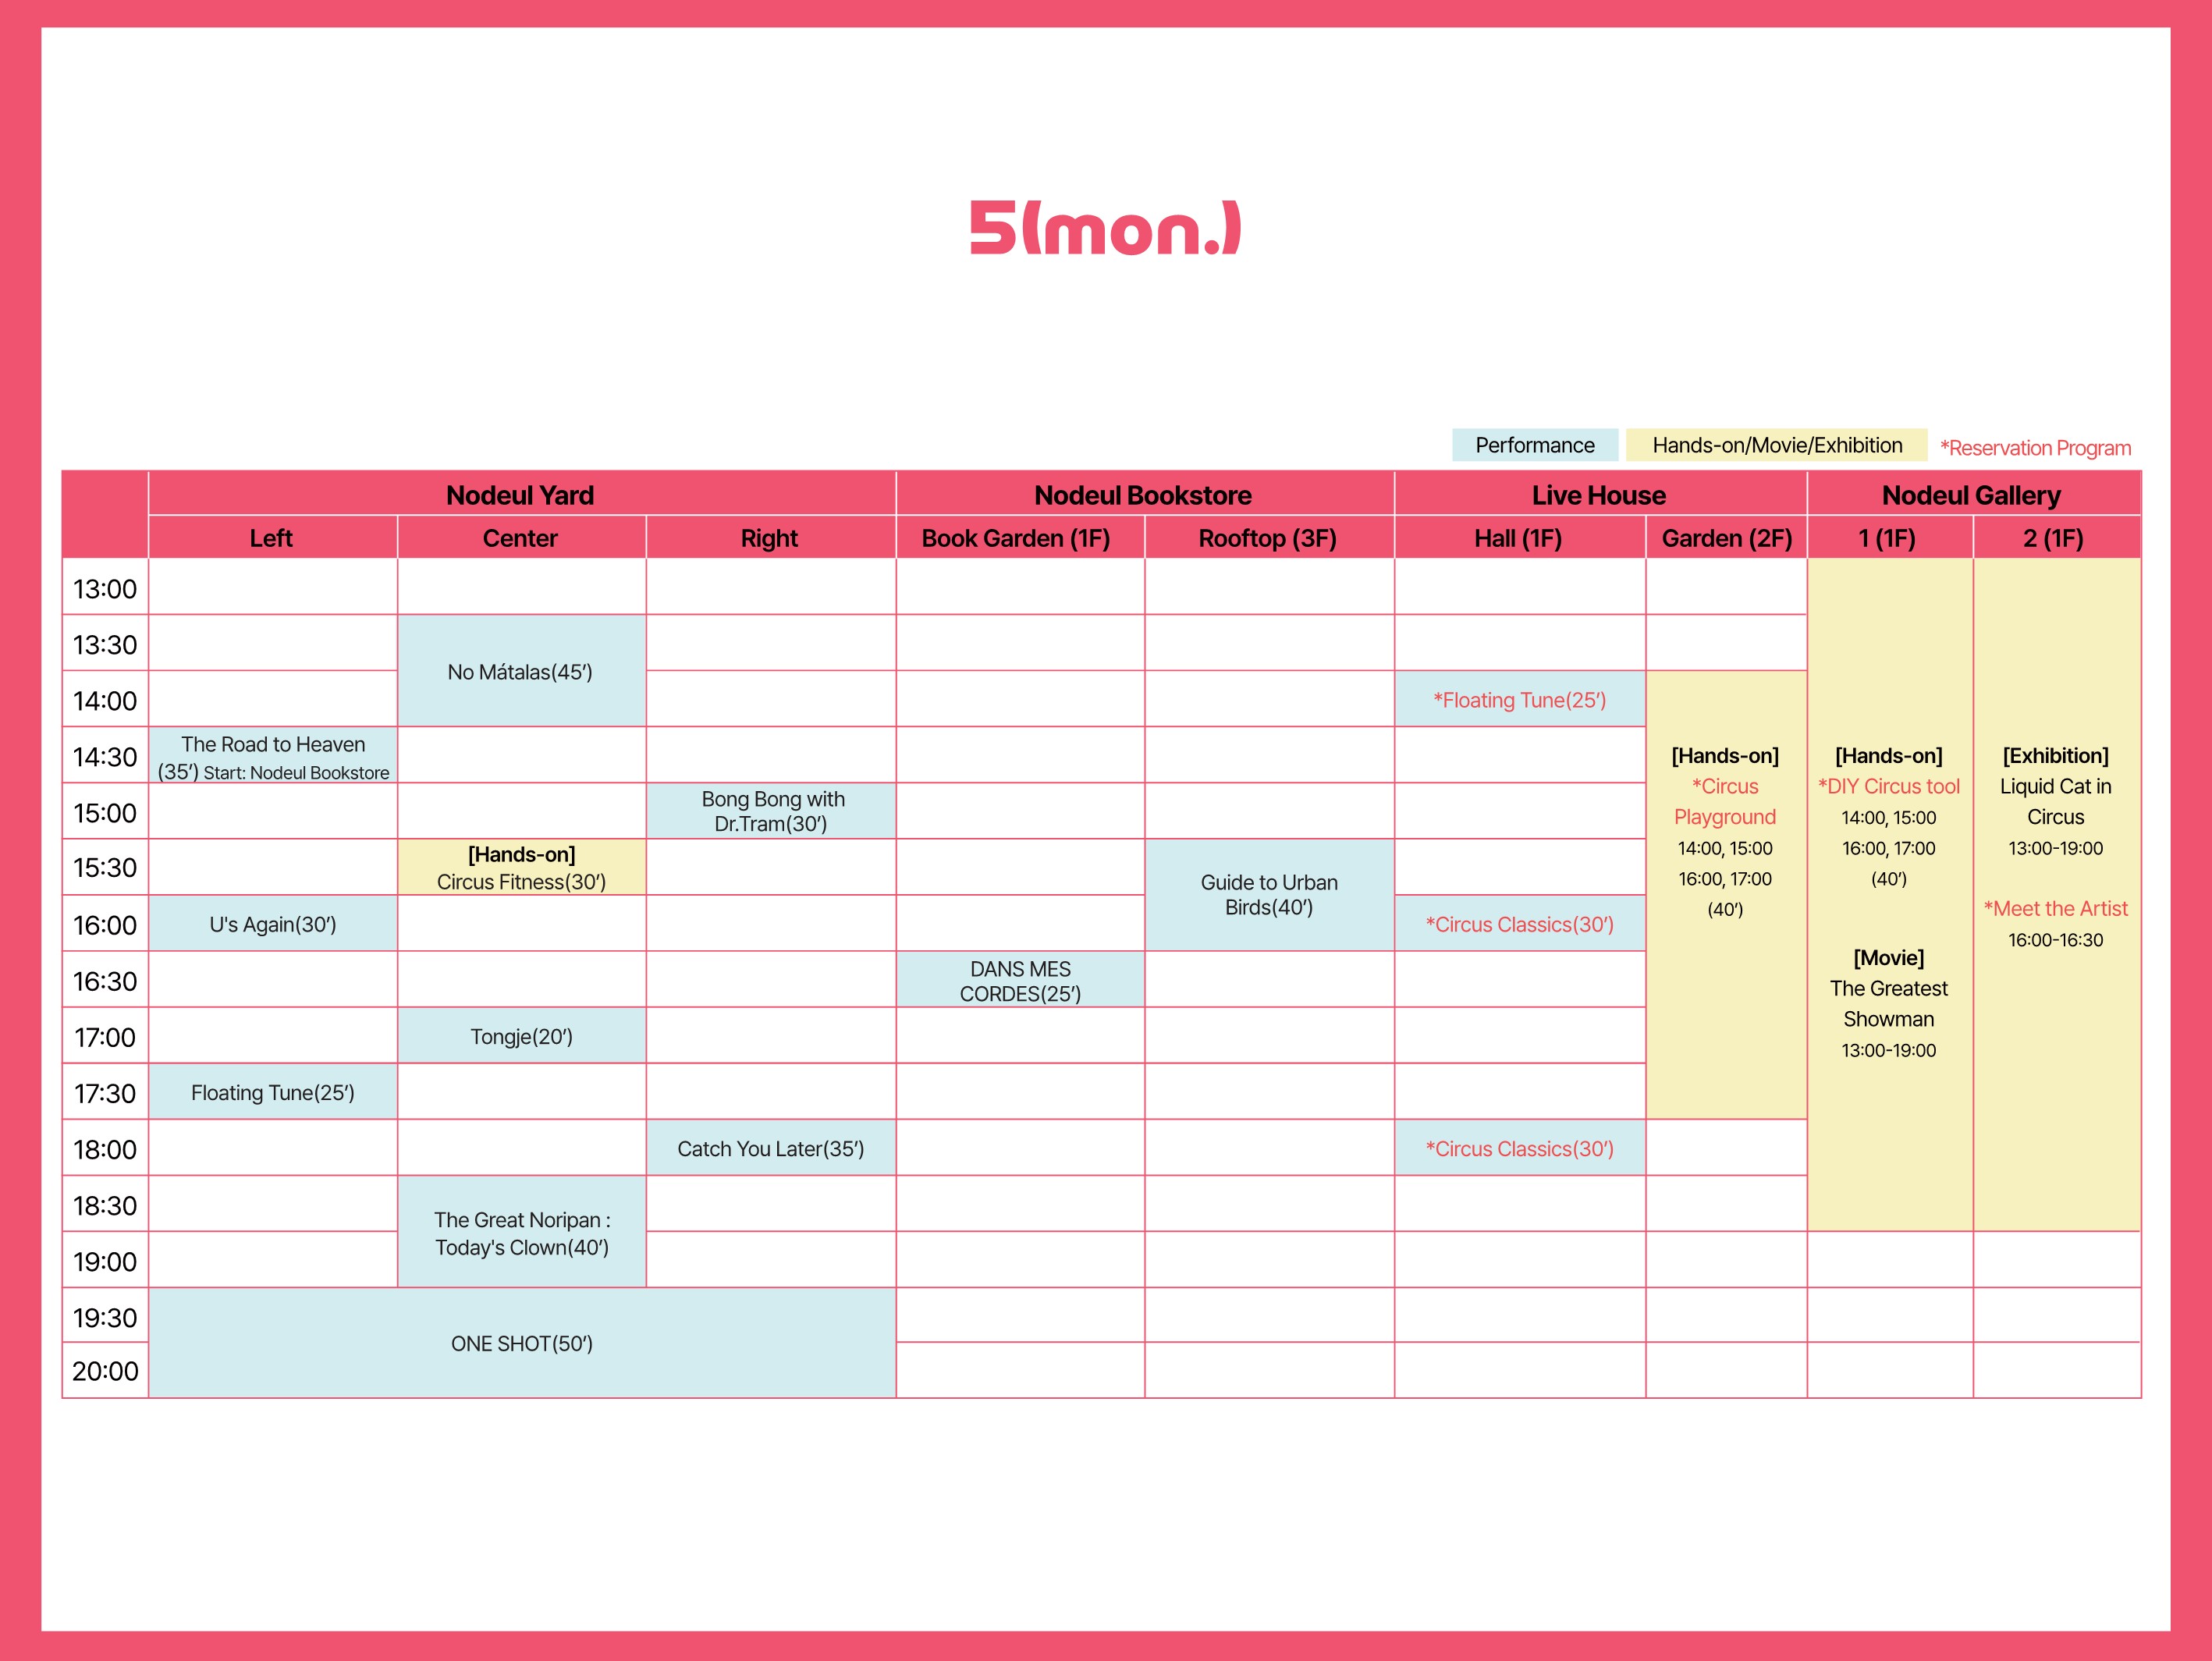 5(mon.)
Performance
Hands-on/Movie/Exhibition
*Reservation Program
Nodeul Yard
Nodeul Bookstore
Live House
Nodeul Gallery
Left
Center
Right
Book Garden (1F)
Rooftop (3F)
Hall (1F)
Garden (2F)
1 (1F)
2 (1F)
13:00
13:30
No Mátalas(45′)
14:00
*Floating Tune(25′)
14:30
The Road to Heaven
(35′) Start: Nodeul Bookstore
[Hands-on]
*Circus
Playground
14:00, 15:00
16:00, 17:00
(40′)
[Hands-on]
*DIY Circus tool
14:00, 15:00
16:00, 17:00
(40′)
[Movie]
The Greatest
Showman
13:00-19:00
[Exhibition]
Liquid Cat in
Circus
13:00-19:00
*Meet the Artist
16:00-16:30
15:00
Bong Bong with
Dr.Tram(30′)
15:30
[Hands-on]
Circus Fitness(30′)
Guide to Urban
Birds(40′)
16:00
U's Again(30′)
*Circus Classics(30′)
16:30
DANS MES
CORDES(25′)
17:00
Tongje(20′)
17:30
Floating Tune(25′)
18:00
Catch You Later(35′)
*Circus Classics(30′)
18:30
The Great Noripan :
Today's Clown(40′)
19:00
19:30
ONE SHOT(50′)
20:00